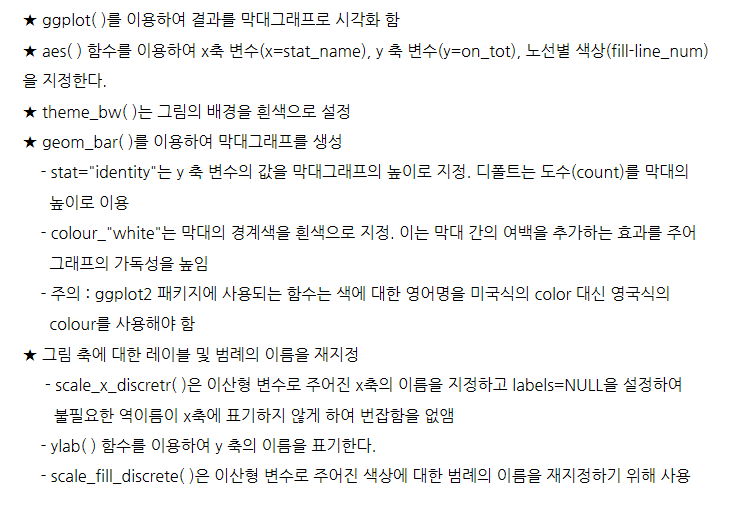 ★ ggplot( )를 이용하여 결과를 막대그래프로 시각화 함
★ aes( ) 함수를 이용하여 x축 변수(x=stat_name), y 축 변수(y=on_tot), 노선별 색상(fill-line_num)
을 지정한다.
★ theme_bw( )는 그림의 배경을 흰색으로 설정
★ geom_bar( )를 이용하여 막대그래프를 생성
- stat="identity"는 y 축 변수의 값을 막대그래프의 높이로 지정. 디폴트는 도수(count)를 막대의
높이로 이용
- colour_"white"는 막대의 경계색을 흰색으로 지정. 이는 막대 간의 여백을 추가하는 효과를 주어
그래프의 가독성을 높임
- 주의 : ggplot2 패키지에 사용되는 함수는 색에 대한 영어명을 미국식의 color 대신 영국식의
colour를 사용해야 함
★ 그림 축에 대한 레이블 및 범례의 이름을 재지정
- scale_x_discretr( )은 이산형 변수로 주어진 x축의 이름을 지정하고 labels=NULL을 설정하여
불필요한 역이름이 x축에 표기하지 않게 하여 번잡함을 없앰
- ylab( ) 함수를 이용하여 y 축의 이름을 표기한다.
- scale_fill_discrete( )은 이산형 변수로 주어진 색상에 대한 범례의 이름을 재지정하기 위해 사용